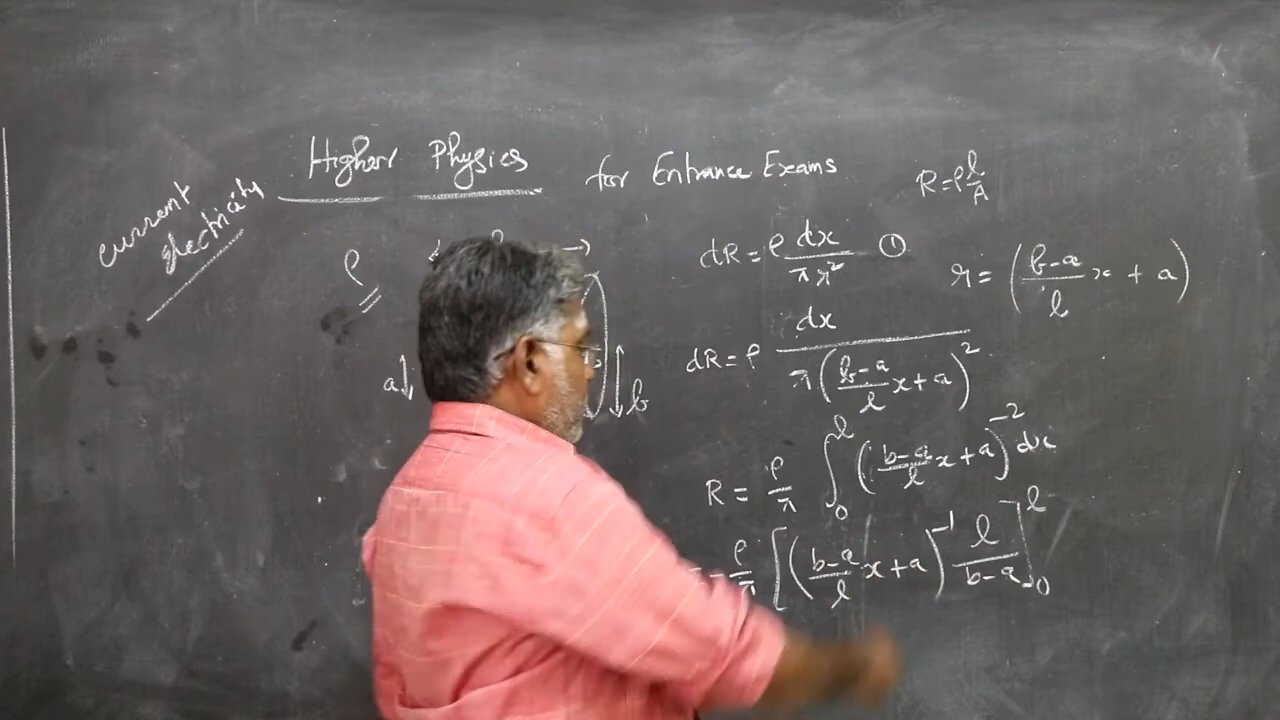 Higher Physics for Entrance Exams
current
electricity
R=ρ l/A
dR = ρ dx/πr² ①
r = ((b-a)/l x + a)
ρ
dR = ρ dx/π((b-a)/l x + a)²
a
b
R = ρ/π ∫₀ˡ ((b-a)/l x + a)⁻² dx
= ρ/π [((b-a)/l x + a)⁻¹ l/(b-a)]₀ˡ